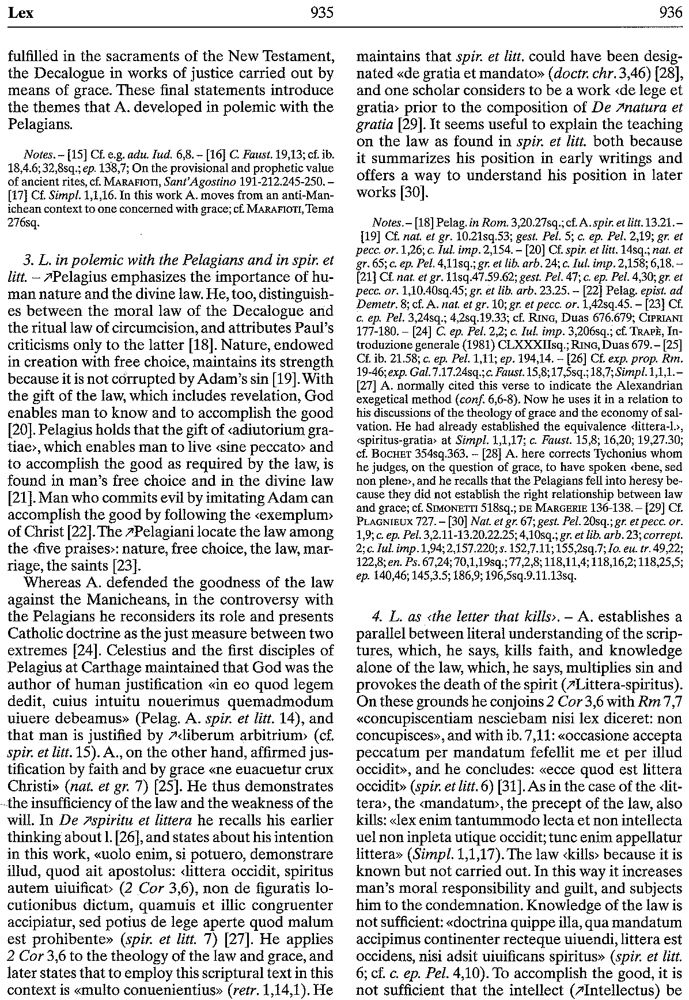 Lex
935
936
fulfilled in the sacraments of the New Testament,
the Decalogue in works of justice carried out by
means of grace. These final statements introduce
the themes that A. developed in polemic with the
Pelagians.
Notes. – [15] Cf. e.g. adu. Iud. 6,8. – [16] C. Faust. 19,13; cf. ib.
18,4.6; 32,8sq.; ep. 138,7; On the provisional and prophetic value
of ancient rites, cf. MARAFIOTI, Sant'Agostino 191-212.245-250. –
[17] Cf. Simpl. 1,1,16. In this work A. moves from an anti-Man-
ichean context to one concerned with grace; cf. MARAFIOTI, Tema
276sq.
3. L. in polemic with the Pelagians and in spir. et
litt. – ↗Pelagius emphasizes the importance of hu-
man nature and the divine law. He, too, distinguish-
es between the moral law of the Decalogue and
the ritual law of circumcision, and attributes Paul's
criticisms only to the latter [18]. Nature, endowed
in creation with free choice, maintains its strength
because it is not corrupted by Adam's sin [19]. With
the gift of the law, which includes revelation, God
enables man to know and to accomplish the good
[20]. Pelagius holds that the gift of ‹adiutorium gra-
tiae›, which enables man to live ‹sine peccato› and
to accomplish the good as required by the law, is
found in man's free choice and in the divine law
[21]. Man who commits evil by imitating Adam can
accomplish the good by following the ‹exemplum›
of Christ [22]. The ↗Pelagiani locate the law among
the ‹five praises›: nature, free choice, the law, mar-
riage, the saints [23].
Whereas A. defended the goodness of the law
against the Manicheans, in the controversy with
the Pelagians he reconsiders its role and presents
Catholic doctrine as the just measure between two
extremes [24]. Celestius and the first disciples of
Pelagius at Carthage maintained that God was the
author of human justification «in eo quod legem
dedit, cuius intuitu nouerimus quemadmodum
uiuere debeamus» (Pelag. A. spir. et litt. 14), and
that man is justified by ↗‹liberum arbitrium› (cf.
spir. et litt. 15). A., on the other hand, affirmed jus-
tification by faith and by grace «ne euacuetur crux
Christi» (nat. et gr. 7) [25]. He thus demonstrates
the insufficiency of the law and the weakness of the
will. In De ↗spiritu et littera he recalls his earlier
thinking about l. [26], and states about his intention
in this work, «uolo enim, si potuero, demonstrare
illud, quod ait apostolus: ‹littera occidit, spiritus
autem uiuificat› (2 Cor 3,6), non de figuratis lo-
cutionibus dictum, quamuis et illic congruenter
accipiatur, sed potius de lege aperte quod malum
est prohibente» (spir. et litt. 7) [27]. He applies
2 Cor 3,6 to the theology of the law and grace, and
later states that to employ this scriptural text in this
context is «multo conuenientius» (retr. 1,14,1). He
maintains that spir. et litt. could have been desig-
nated «de gratia et mandato» (doctr. chr. 3,46) [28],
and one scholar considers to be a work ‹de lege et
gratia› prior to the composition of De ↗natura et
gratia [29]. It seems useful to explain the teaching
on the law as found in spir. et litt. both because
it summarizes his position in early writings and
offers a way to understand his position in later
works [30].
Notes. – [18] Pelag. in Rom. 3,20.27sq.; cf. A. spir. et litt. 13.21. –
[19] Cf. nat. et gr. 10.21sq.53; gest. Pel. 5; c. ep. Pel. 2,19; gr. et
pecc. or. 1,26; c. Iul. imp. 2,154. – [20] Cf. spir. et litt. 14sq.; nat. et
gr. 65; c. ep. Pel. 4,11sq.; gr. et lib. arb. 24; c. Iul. imp. 2,158; 6,18. –
[21] Cf. nat. et gr. 11sq.47.59.62; gest. Pel. 47; c. ep. Pel. 4,30; gr. et
pecc. or. 1,10.40sq.45; gr. et lib. arb. 23.25. – [22] Pelag. epist. ad
Demetr. 8; cf. A. nat. et gr. 10; gr. et pecc. or. 1,42sq.45. – [23] Cf.
c. ep. Pel. 3,24sq.; 4,2sq.19.33; cf. RING, Duas 676.679; CIPRIANI
177-180. – [24] C. ep. Pel. 2,2; c. Iul. imp. 3,206sq.; cf. TRAPÈ, In-
troduzione generale (1981) CLXXXIIsq.; RING, Duas 679. – [25]
Cf. ib. 21.58; c. ep. Pel. 1,11; ep. 194,14. – [26] Cf. exp. prop. Rm.
19-46; exp. Gal. 7.17.24sq.; c. Faust. 15,8; 17,5sq.; 18,7; Simpl. 1,1,1. –
[27] A. normally cited this verse to indicate the Alexandrian
exegetical method (conf. 6,6-8). Now he uses it in a relation to
his discussions of the theology of grace and the economy of sal-
vation. He had already established the equivalence ‹littera-l.›,
‹spiritus-gratia› at Simpl. 1,1,17; c. Faust. 15,8; 16,20; 19,27.30;
cf. BOCHET 354sq.363. – [28] A. here corrects Tychonius whom
he judges, on the question of grace, to have spoken ‹bene, sed
non plene›, and he recalls that the Pelagians fell into heresy be-
cause they did not establish the right relationship between law
and grace; cf. SIMONETTI 518sq.; DE MARGERIE 136-138. – [29] Cf.
PLAGNIEUX 727. – [30] Nat. et gr. 67; gest. Pel. 20sq.; gr. et pecc. or.
1,9; c. ep. Pel. 3,2.11-13.20.22.25; 4,10sq.; gr. et lib. arb. 23; corrept.
2; c. Iul. imp. 1,94; 2,157.220; s. 152,7.11; 155,2sq.7; Io. eu. tr. 49,22;
122,8; en. Ps. 67,24; 70,1,19sq.; 77,2,8; 118,11,4; 118,16,2; 118,25,5;
ep. 140,46; 145,3.5; 186,9; 196,5sq.9.11.13sq.
4. L. as ‹the letter that kills›. – A. establishes a
parallel between literal understanding of the scrip-
tures, which, he says, kills faith, and knowledge
alone of the law, which, he says, multiplies sin and
provokes the death of the spirit (↗Littera-spiritus).
On these grounds he conjoins 2 Cor 3,6 with Rm 7,7
«concupiscentiam nesciebam nisi lex diceret: non
concupisces», and with ib. 7,11: «occasione accepta
peccatum per mandatum fefellit me et per illud
occidit», and he concludes: «ecce quod est littera
occidit» (spir. et litt. 6) [31]. As in the case of the ‹lit-
tera›, the ‹mandatum›, the precept of the law, also
kills: «lex enim tantummodo lecta et non intellecta
uel non inpleta utique occidit; tunc enim appellatur
littera» (Simpl. 1,1,17). The law ‹kills› because it is
known but not carried out. In this way it increases
man's moral responsibility and guilt, and subjects
him to the condemnation. Knowledge of the law is
not sufficient: «doctrina quippe illa, qua mandatum
accipimus continenter recteque uiuendi, littera est
occidens, nisi adsit uiuificans spiritus» (spir. et litt.
6; cf. c. ep. Pel. 4,10). To accomplish the good, it is
not sufficient that the intellect (↗Intellectus) be